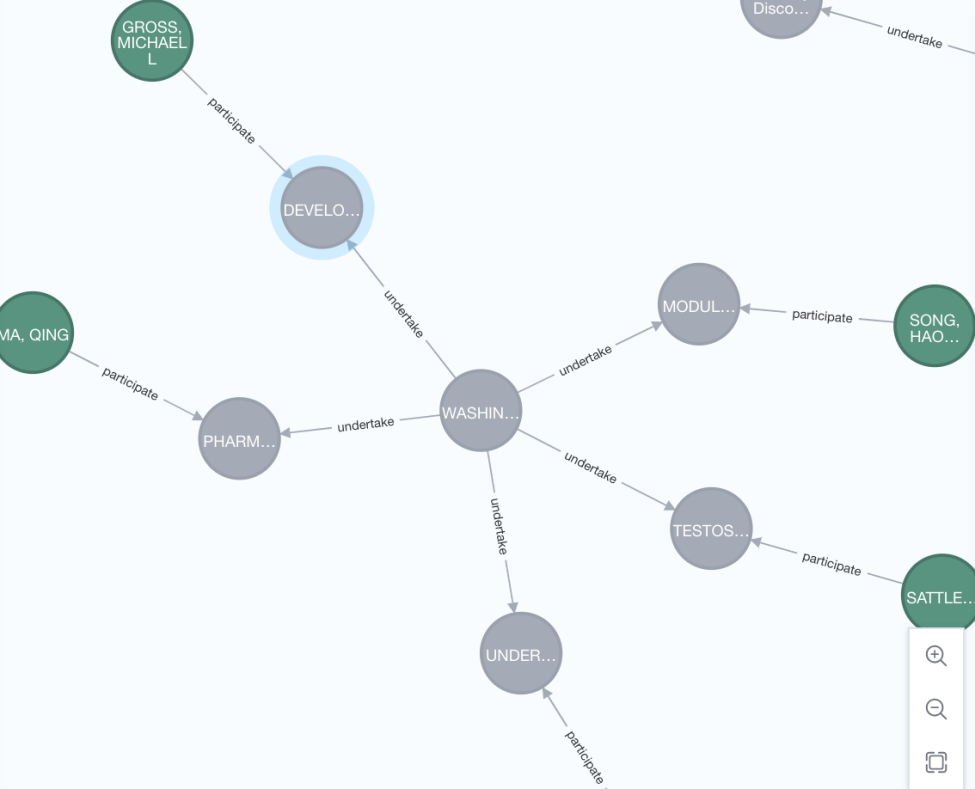 GROSS,
MICHAEL
L
Disco…
undertake
participate
DEVELO…
undertake
MODUL…
participate
SONG,
HAO…
MA, QING
participate
undertake
WASHIN…
undertake
PHARM…
undertake
TESTOS…
undertake
participate
SATTLE…
UNDER…
participate